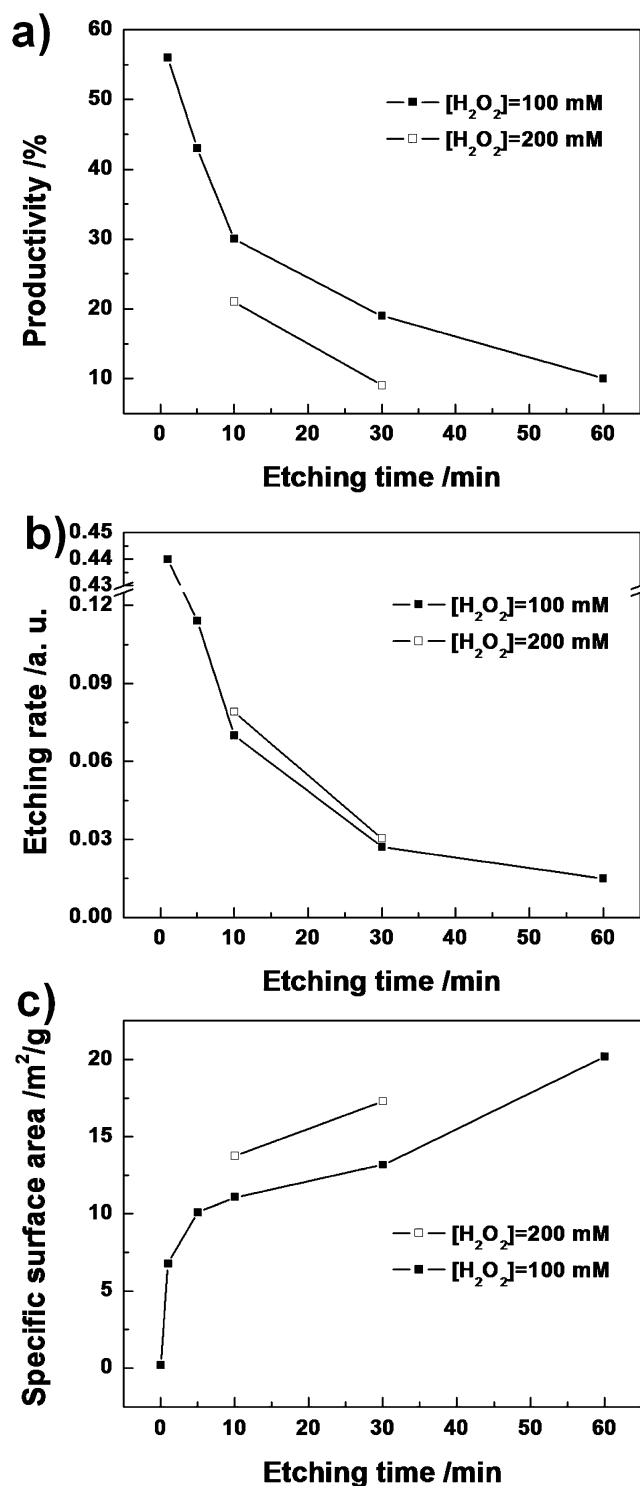 a)
60
50
40
30
20
10
Productivity /%
[H₂O₂]=100 mM
[H₂O₂]=200 mM
0 10 20 30 40 50 60
Etching time /min
b)
0.45
0.44
0.43
0.12
0.09
0.06
0.03
0.00
Etching rate /a. u.
[H₂O₂]=100 mM
[H₂O₂]=200 mM
0 10 20 30 40 50 60
Etching time /min
c)
20
15
10
5
0
Specific surface area /m²/g
[H₂O₂]=200 mM
[H₂O₂]=100 mM
0 10 20 30 40 50 60
Etching time /min